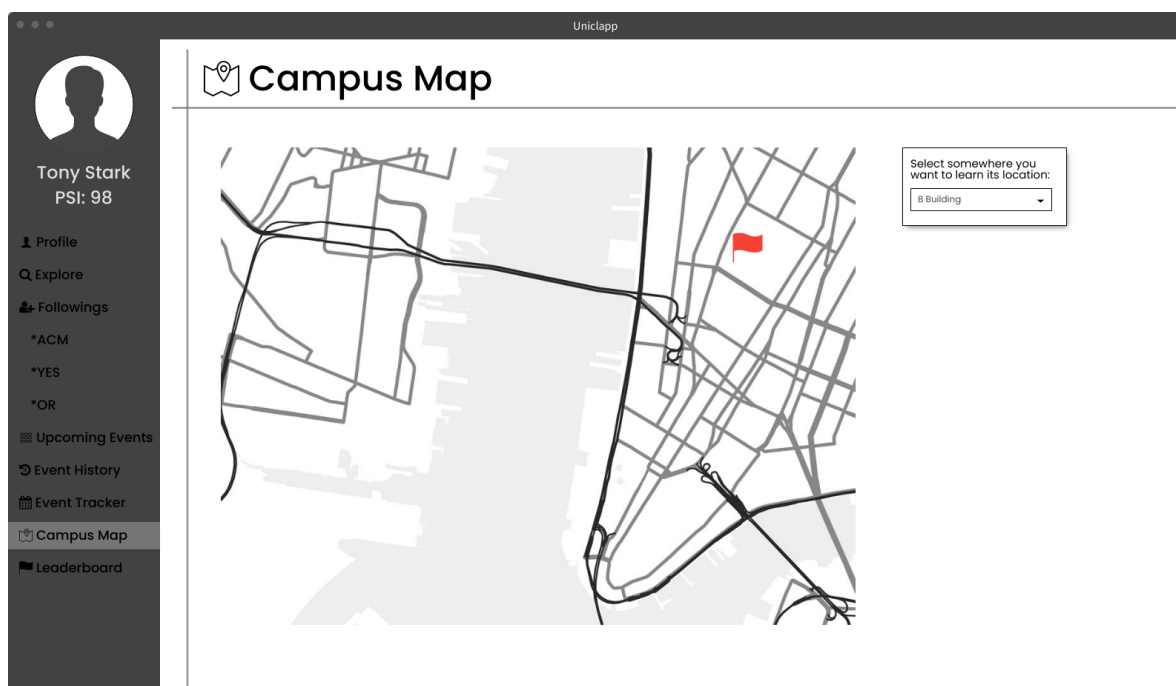 Uniclapp
Tony Stark
PSI: 98
Profile
Explore
Followings
*ACM
*YES
*OR
Upcoming Events
Event History
Event Tracker
Campus Map
Leaderboard
Campus Map
Select somewhere you
want to learn its location:
B Building